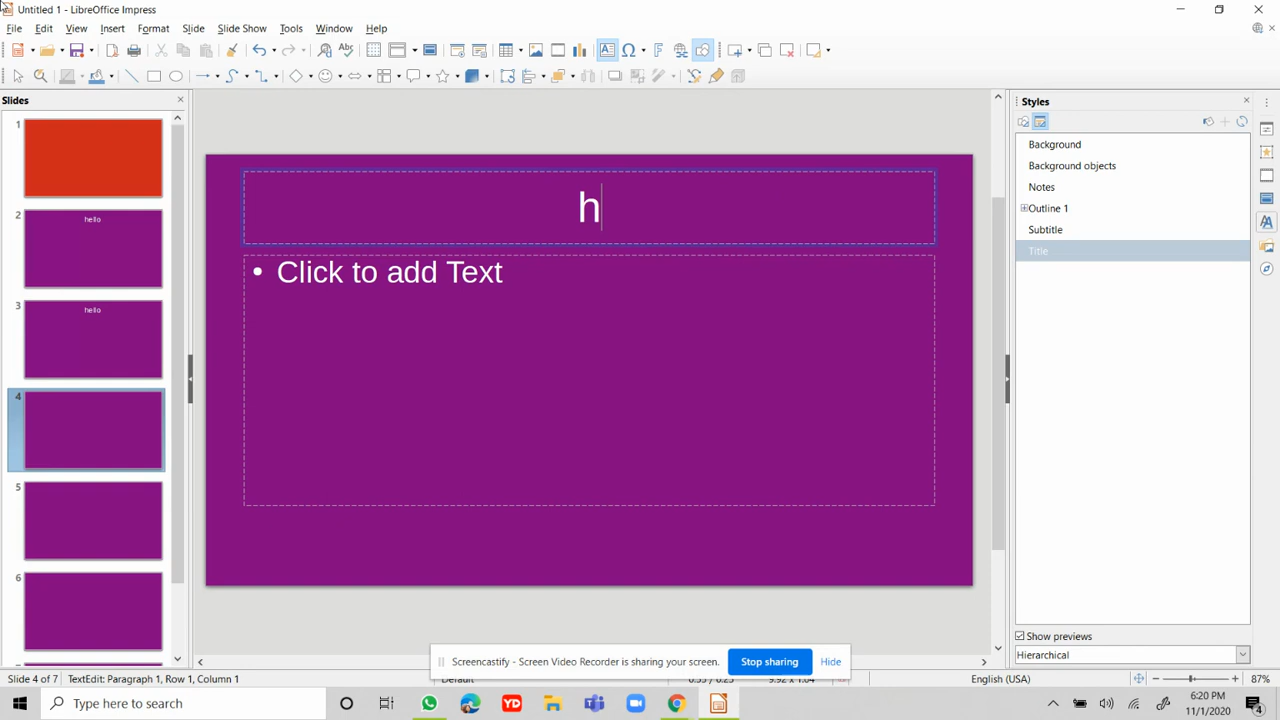 Untitled 1 - LibreOffice Impress
File Edit View Insert Format Slide Slide Show Tools Window Help
Slides
1
2
hello
3
hello
4
5
6
h
• Click to add Text
Styles
Background
Background objects
Notes
Outline 1
Subtitle
Title
Show previews
Hierarchical
Screencastify - Screen Video Recorder is sharing your screen.
Stop sharing
Hide
Slide 4 of 7
TextEdit: Paragraph 1, Row 1, Column 1
Default
English (USA)
87%
Type here to search
YD
6:20 PM
11/1/2020
4